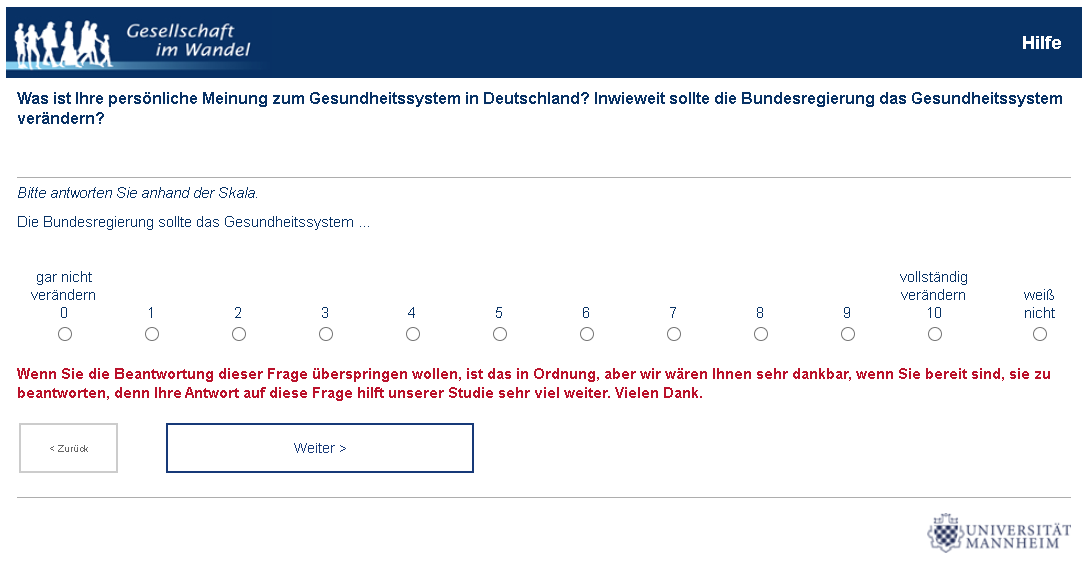 Gesellschaft
im Wandel
Hilfe
Was ist Ihre persönliche Meinung zum Gesundheitssystem in Deutschland? Inwieweit sollte die Bundesregierung das Gesundheitssystem
verändern?
Bitte antworten Sie anhand der Skala.
Die Bundesregierung sollte das Gesundheitssystem ...
gar nicht vollständig
verändern verändern weiß
0 1 2 3 4 5 6 7 8 9 10 nicht
Wenn Sie die Beantwortung dieser Frage überspringen wollen, ist das in Ordnung, aber wir wären Ihnen sehr dankbar, wenn Sie bereit sind, sie zu
beantworten, denn Ihre Antwort auf diese Frage hilft unserer Studie sehr viel weiter. Vielen Dank.
< Zurück Weiter >
UNIVERSITÄT
MANNHEIM